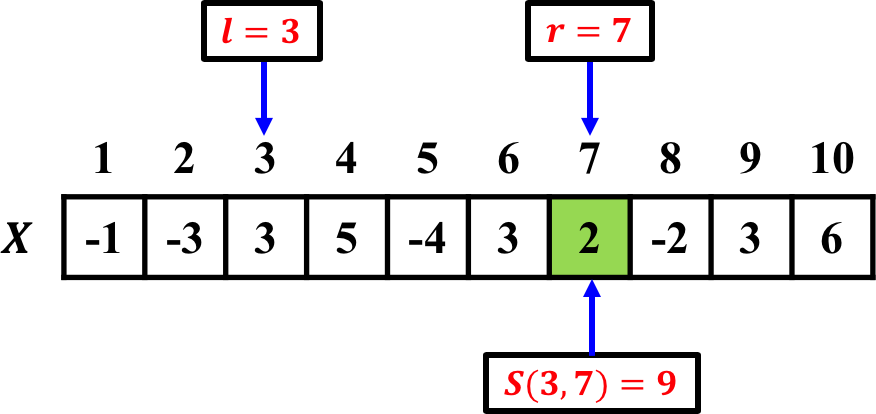 l = 3 r = 7
1 2 3 4 5 6 7 8 9 10
X -1 -3 3 5 -4 3 2 -2 3 6
S(3, 7) = 9